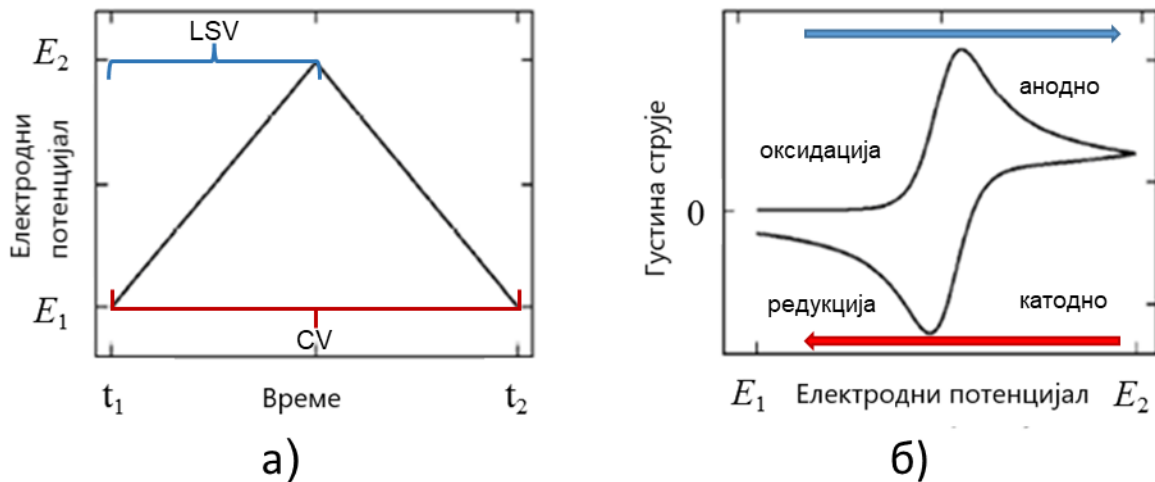 LSV
E₂
Електродни
потенцијал
E₁
CV
t₁
Време
t₂
а)
анодно
оксидација
Густина струје
0
редукција
катодно
E₁
Електродни потенцијал
E₂
б)